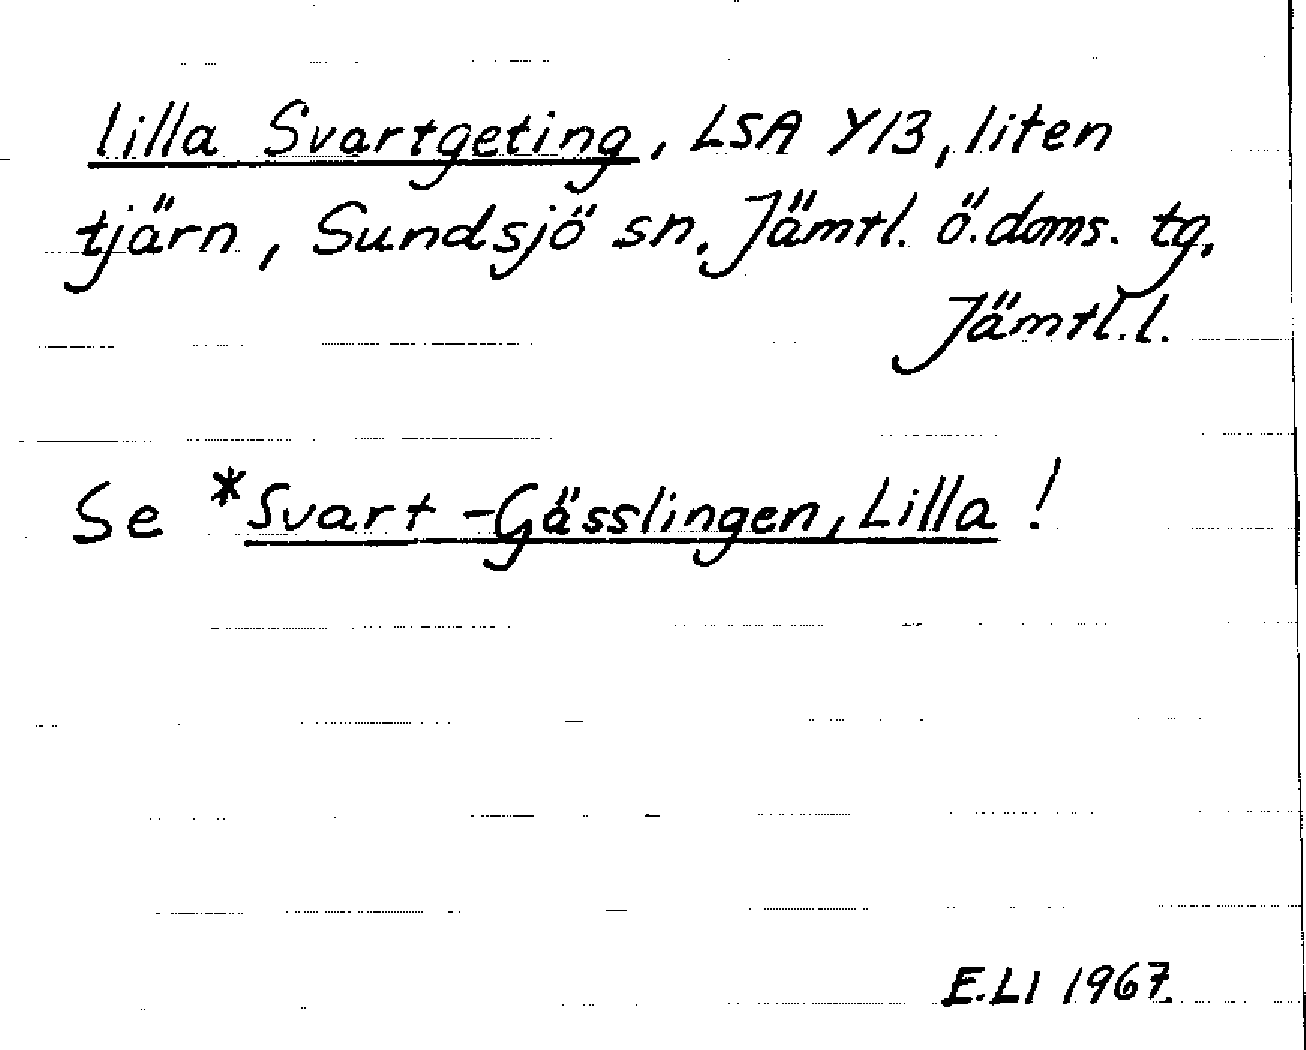 lilla Svartgeting, LSA Y13, liten
tjärn, Sundsjö sn. Jämtl. ö. doms. tg.
Jämtl. l.
Se *Svart-Gässlingen, Lilla!
E.LI 1967.